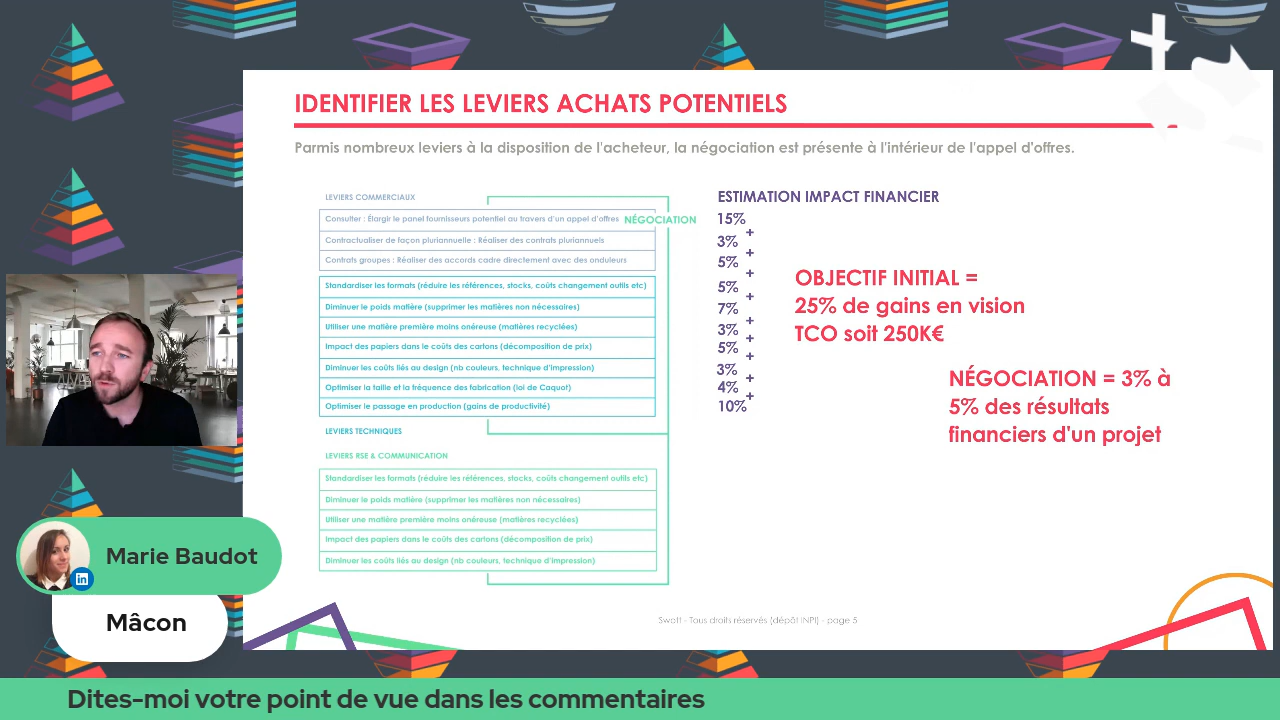 IDENTIFIER LES LEVIERS ACHATS POTENTIELS
Parmis nombreux leviers à la disposition de l'acheteur, la négociation est présente à l'intérieur de l'appel d'offres.
LEVIERS COMMERCIAUX
Consulter : Élargir le panel fournisseurs potentiel au travers d'un appel d'offres
NÉGOCIATION
Contractualiser de façon pluriannuelle : Réaliser des contrats pluriannuels
Contrats groupes : Réaliser des accords cadre directement avec des onduleurs
Standardiser les formats (réduire les références, stocks, coûts changement outils etc)
Diminuer le poids matière (supprimer les matières non nécessaires)
Utiliser une matière première moins onéreuse (matières recyclées)
Impact des papiers dans le coûts des cartons (décomposition de prix)
Diminuer les coûts liés au design (nb couleurs, technique d'impression)
Optimiser la taille et la fréquence des fabrication (loi de Caquot)
Optimiser le passage en production (gains de productivité)
LEVIERS TECHNIQUES
LEVIERS RSE & COMMUNICATION
Standardiser les formats (réduire les références, stocks, coûts changement outils etc)
Diminuer le poids matière (supprimer les matières non nécessaires)
Utiliser une matière première moins onéreuse (matières recyclées)
Impact des papiers dans le coûts des cartons (décomposition de prix)
Diminuer les coûts liés au design (nb couleurs, technique d'impression)
ESTIMATION IMPACT FINANCIER
15%
+
3%
+
5%
+
5%
+
7%
+
3%
+
5%
+
3%
+
4%
+
10%
OBJECTIF INITIAL =
25% de gains en vision
TCO soit 250K€
NÉGOCIATION = 3% à
5% des résultats
financiers d'un projet
Swott - Tous droits réservés (dépôt INPI) - page 5
Marie Baudot
in
Mâcon
Dites-moi votre point de vue dans les commentaires